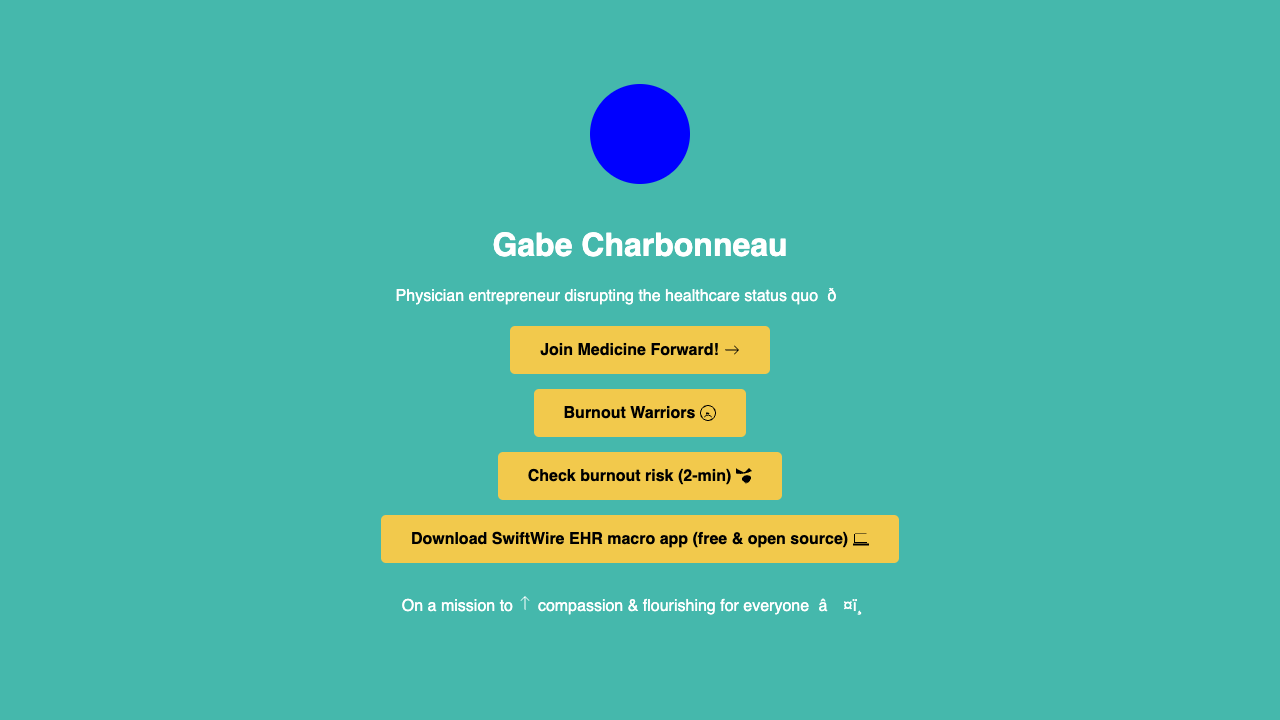 Gabe Charbonneau
Physician entrepreneur disrupting the healthcare status quo ð
Join Medicine Forward! →
Burnout Warriors
Check burnout risk (2-min)
Download SwiftWire EHR macro app (free & open source)
On a mission to ↑ compassion & flourishing for everyone â ¤ï¸